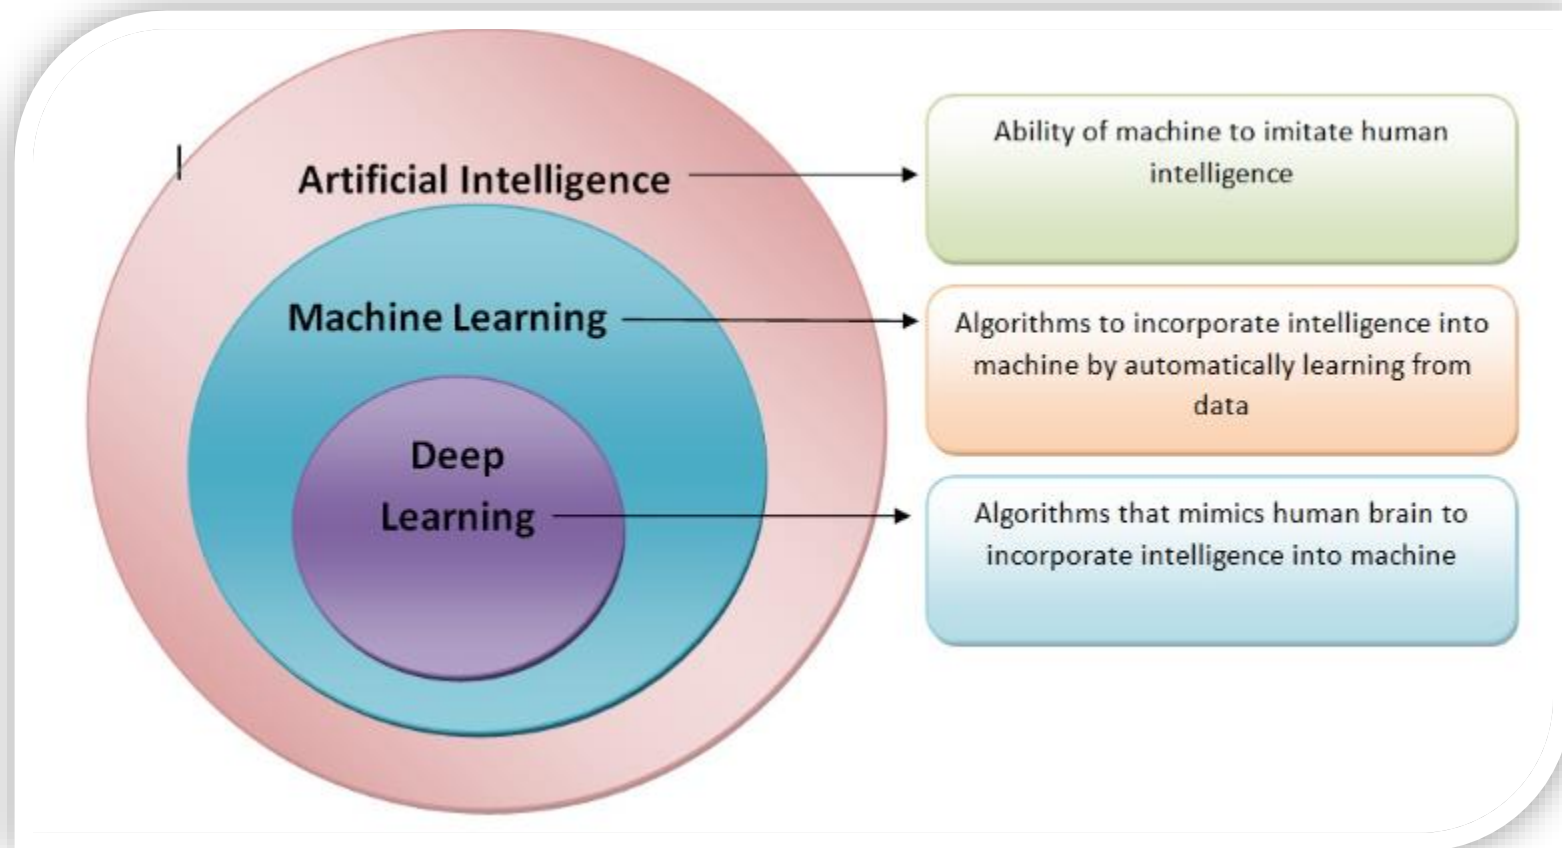 Artificial Intelligence
Ability of machine to imitate human
intelligence
Machine Learning
Algorithms to incorporate intelligence into
machine by automatically learning from
data
Deep
Learning
Algorithms that mimics human brain to
incorporate intelligence into machine